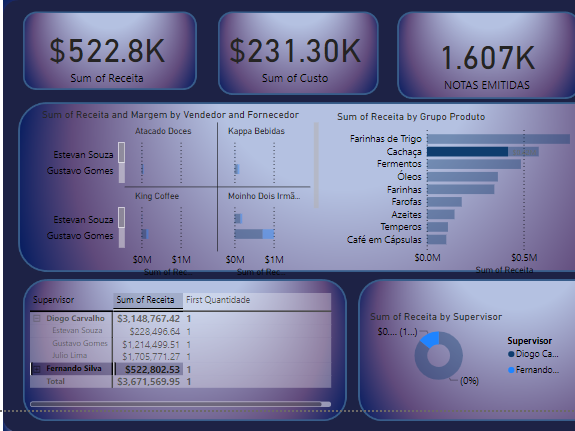 $522.8K
Sum of Receita
$231.30K
Sum of Custo
1.607K
NOTAS EMITIDAS
Sum of Receita and Margem by Vendedor and Fornecedor
Atacado Doces
Kappa Bebidas
Estevan Souza
Gustavo Gomes
King Coffee
Moinho Dois Irmã...
Estevan Souza
Gustavo Gomes
$0M $1M
$0M $1M
Sum of Rec...
Sum of Rec...
Sum of Receita by Grupo Produto
Farinhas de Trigo
Cachaça
Fermentos
Óleos
Farinhas
Farofas
Azeites
Temperos
Café em Cápsulas
$0.0M $0.5M
Sum of Receita
Supervisor Sum of Receita First Quantidade
Diogo Carvalho $3,148,767.42 1
Estevan Souza $228,496.64 1
Gustavo Gomes $1,214,499.51 1
Julio Lima $1,705,771.27 1
Fernando Silva $522,802.53 1
Total $3,671,569.95 1
Sum of Receita by Supervisor
$0.... (1...)
(0%)
Supervisor
Diogo Ca...
Fernando...